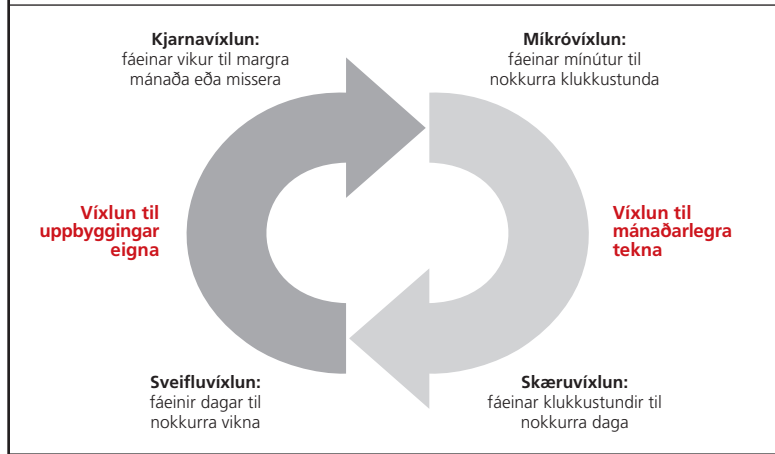 Kjarnavíxlun:
fáeinar vikur til margra
mánaða eða missera
Míkróvíxlun:
fáeinar mínútur til
nokkurra klukkustunda
Víxlun til
uppbyggingar
eigna
Víxlun til
mánaðarlegra
tekna
Sveifluvíxlun:
fáeinir dagar til
nokkurra vikna
Skæruvíxlun:
fáeinar klukkustundir til
nokkurra daga